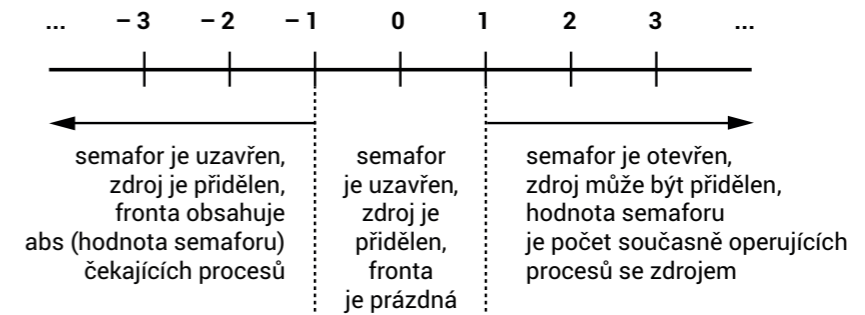 ... – 3 – 2 – 1 0 1 2 3 ...
semafor je uzavřen,
zdroj je přidělen,
fronta obsahuje
abs (hodnota semaforu)
čekajících procesů
semafor
je uzavřen,
zdroj je
přidělen,
fronta
je prázdná
semafor je otevřen,
zdroj může být přidělen,
hodnota semaforu
je počet současně operujících
procesů se zdrojem